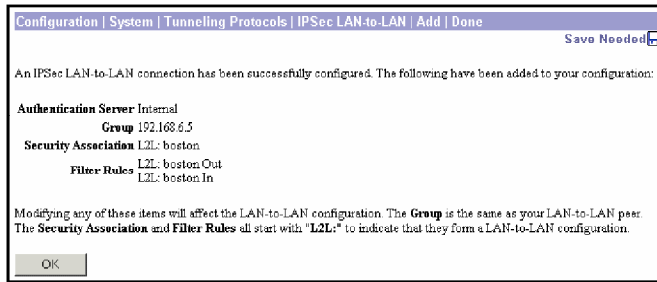 Configuration | System | Tunneling Protocols | IPSec LAN-to-LAN | Add | Done
Save Needed
An IPSec LAN-to-LAN connection has been successfully configured. The following have been added to your configuration:
Authentication Server Internal
Group 192.168.6.5
Security Association L2L: boston
Filter Rules L2L: boston Out
L2L: boston In
Modifying any of these items will affect the LAN-to-LAN configuration. The Group is the same as your LAN-to-LAN peer.
The Security Association and Filter Rules all start with "L2L:" to indicate that they form a LAN-to-LAN configuration.
OK